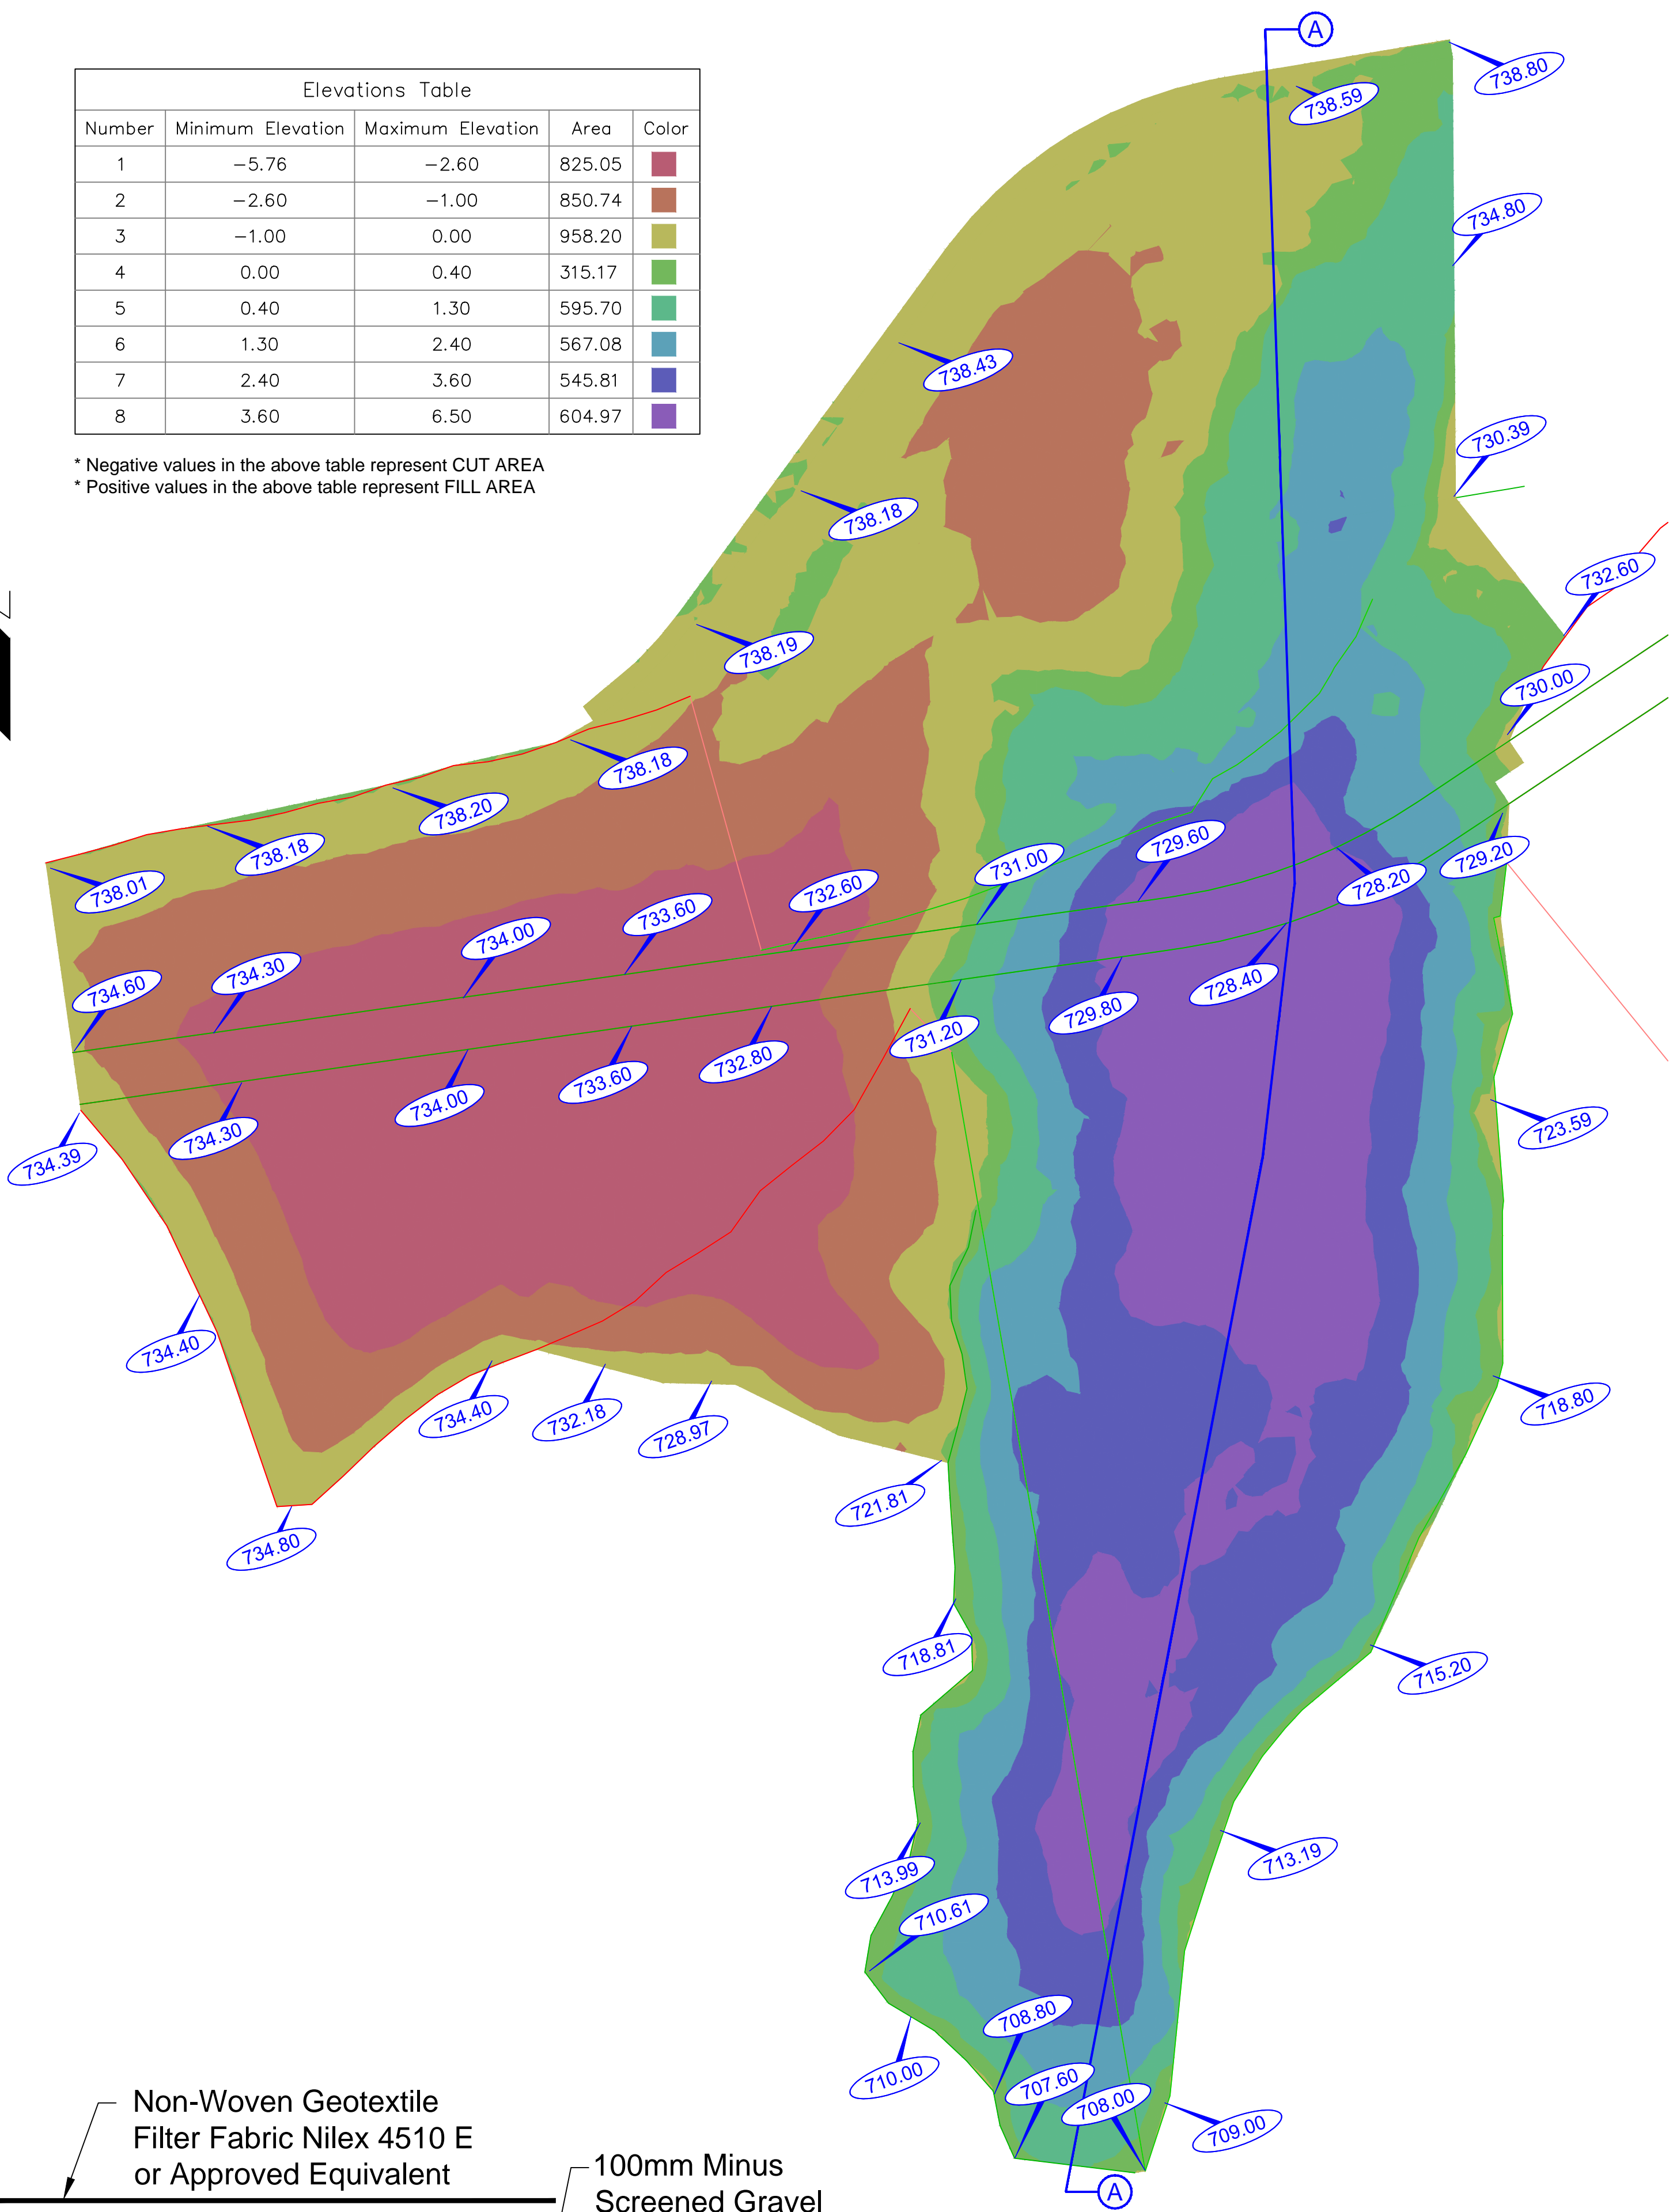 A
738.80
738.59
Elevations Table
Number Minimum Elevation Maximum Elevation Area Color
1 −5.76 −2.60 825.05
2 −2.60 −1.00 850.74
3 −1.00 0.00 958.20
4 0.00 0.40 315.17
5 0.40 1.30 595.70
6 1.30 2.40 567.08
7 2.40 3.60 545.81
8 3.60 6.50 604.97
* Negative values in the above table represent CUT AREA
* Positive values in the above table represent FILL AREA
734.80
738.43
730.39
738.18
732.60
738.19
730.00
738.18
738.20
738.18
738.01
729.60
731.00
729.20
728.20
732.60
733.60
734.00
734.30
734.60
728.40
729.80
731.20
732.80
733.60
734.00
734.30
734.39
723.59
734.40
718.80
734.40
732.18
728.97
721.81
734.80
718.81
715.20
713.19
713.99
710.61
708.80
710.00
707.60
708.00
709.00
Non-Woven Geotextile
Filter Fabric Nilex 4510 E
or Approved Equivalent
100mm Minus
Screened Gravel
A